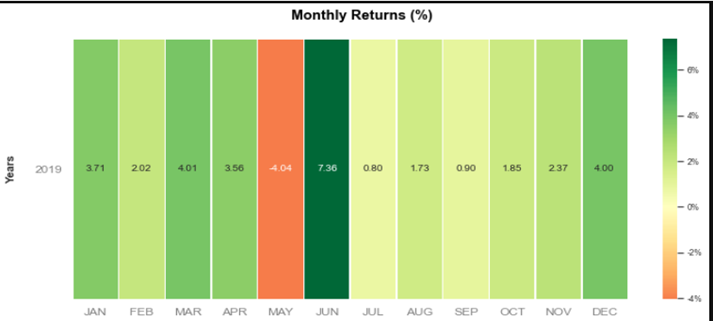 Monthly Returns (%)
6%
4%
2%
0%
-2%
-4%
Years
2019
3.71 2.02 4.01 3.56 -4.04 7.36 0.80 1.73 0.90 1.85 2.37 4.00
JAN FEB MAR APR MAY JUN JUL AUG SEP OCT NOV DEC